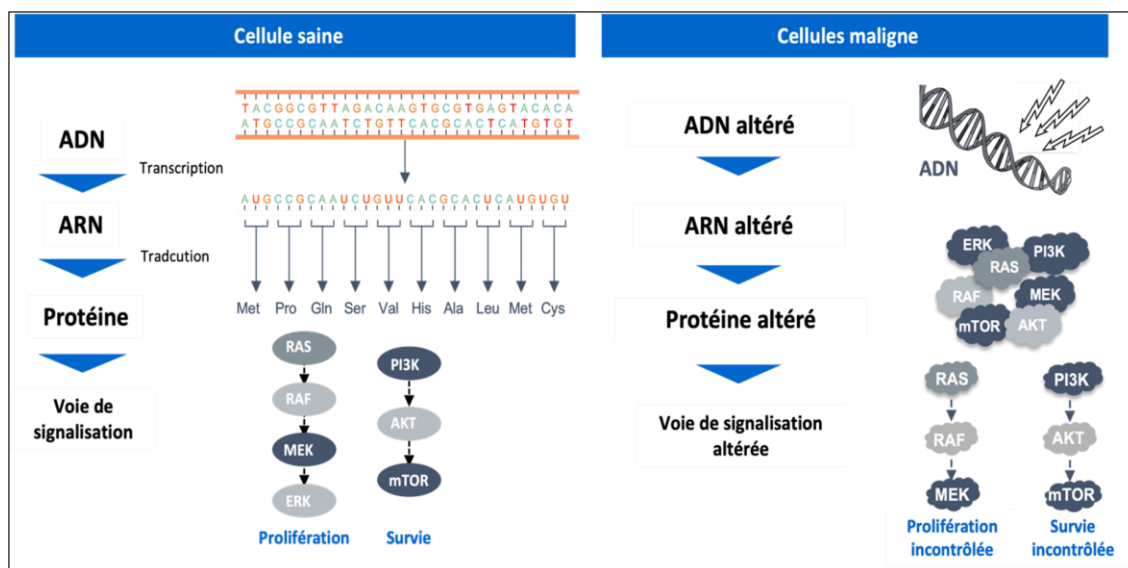 Cellule saine
ADN
Transcription
ARN
Tradcution
Protéine
Voie de
signalisation
TACGGCGTTAGACAAGTGCGTGAGTACACA
ATGCCGCAATCTGTTCACGCACTCATGTGT
AUGCCGCAAUCUGUUCACGCACUCAUGUGU
Met Pro Gln Ser Val His Ala Leu Met Cys
RAS
RAF
MEK
ERK
Prolifération
PI3K
AKT
mTOR
Survie
Cellules maligne
ADN altéré
ARN altéré
Protéine altéré
Voie de signalisation
altérée
ADN
ERK
PI3K
RAS
RAF
MEK
mTOR
AKT
RAS
RAF
MEK
Prolifération
incontrôlée
PI3K
AKT
mTOR
Survie
incontrôlée